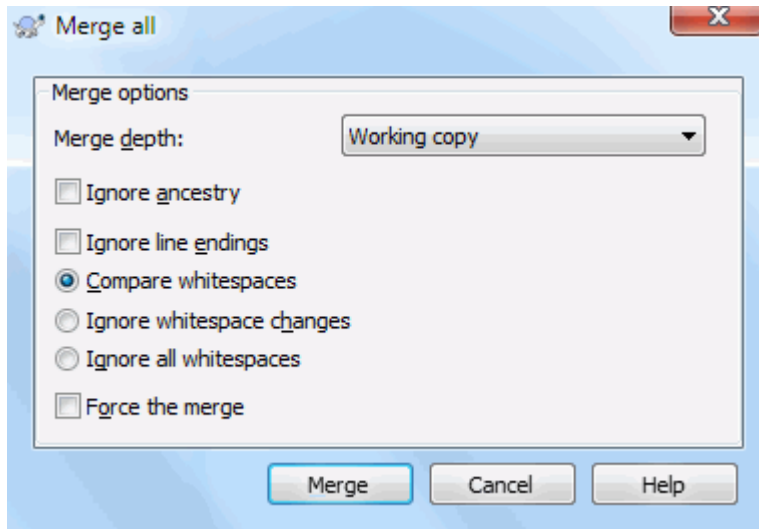 Merge all
Merge options
Merge depth: Working copy
Ignore ancestry
Ignore line endings
Compare whitespaces
Ignore whitespace changes
Ignore all whitespaces
Force the merge
Merge Cancel Help